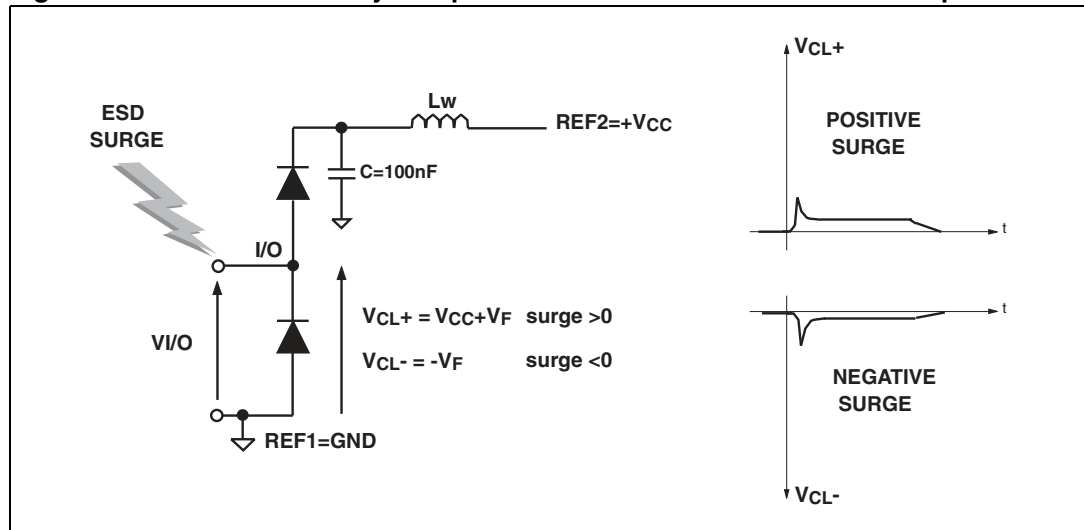 ESD
SURGE
Lw
REF2=+VCC
C=100nF
I/O
VI/O
VCL+ = VCC+VF surge >0
VCL- = -VF surge <0
REF1=GND
VCL+
POSITIVE
SURGE
t
t
NEGATIVE
SURGE
VCL-